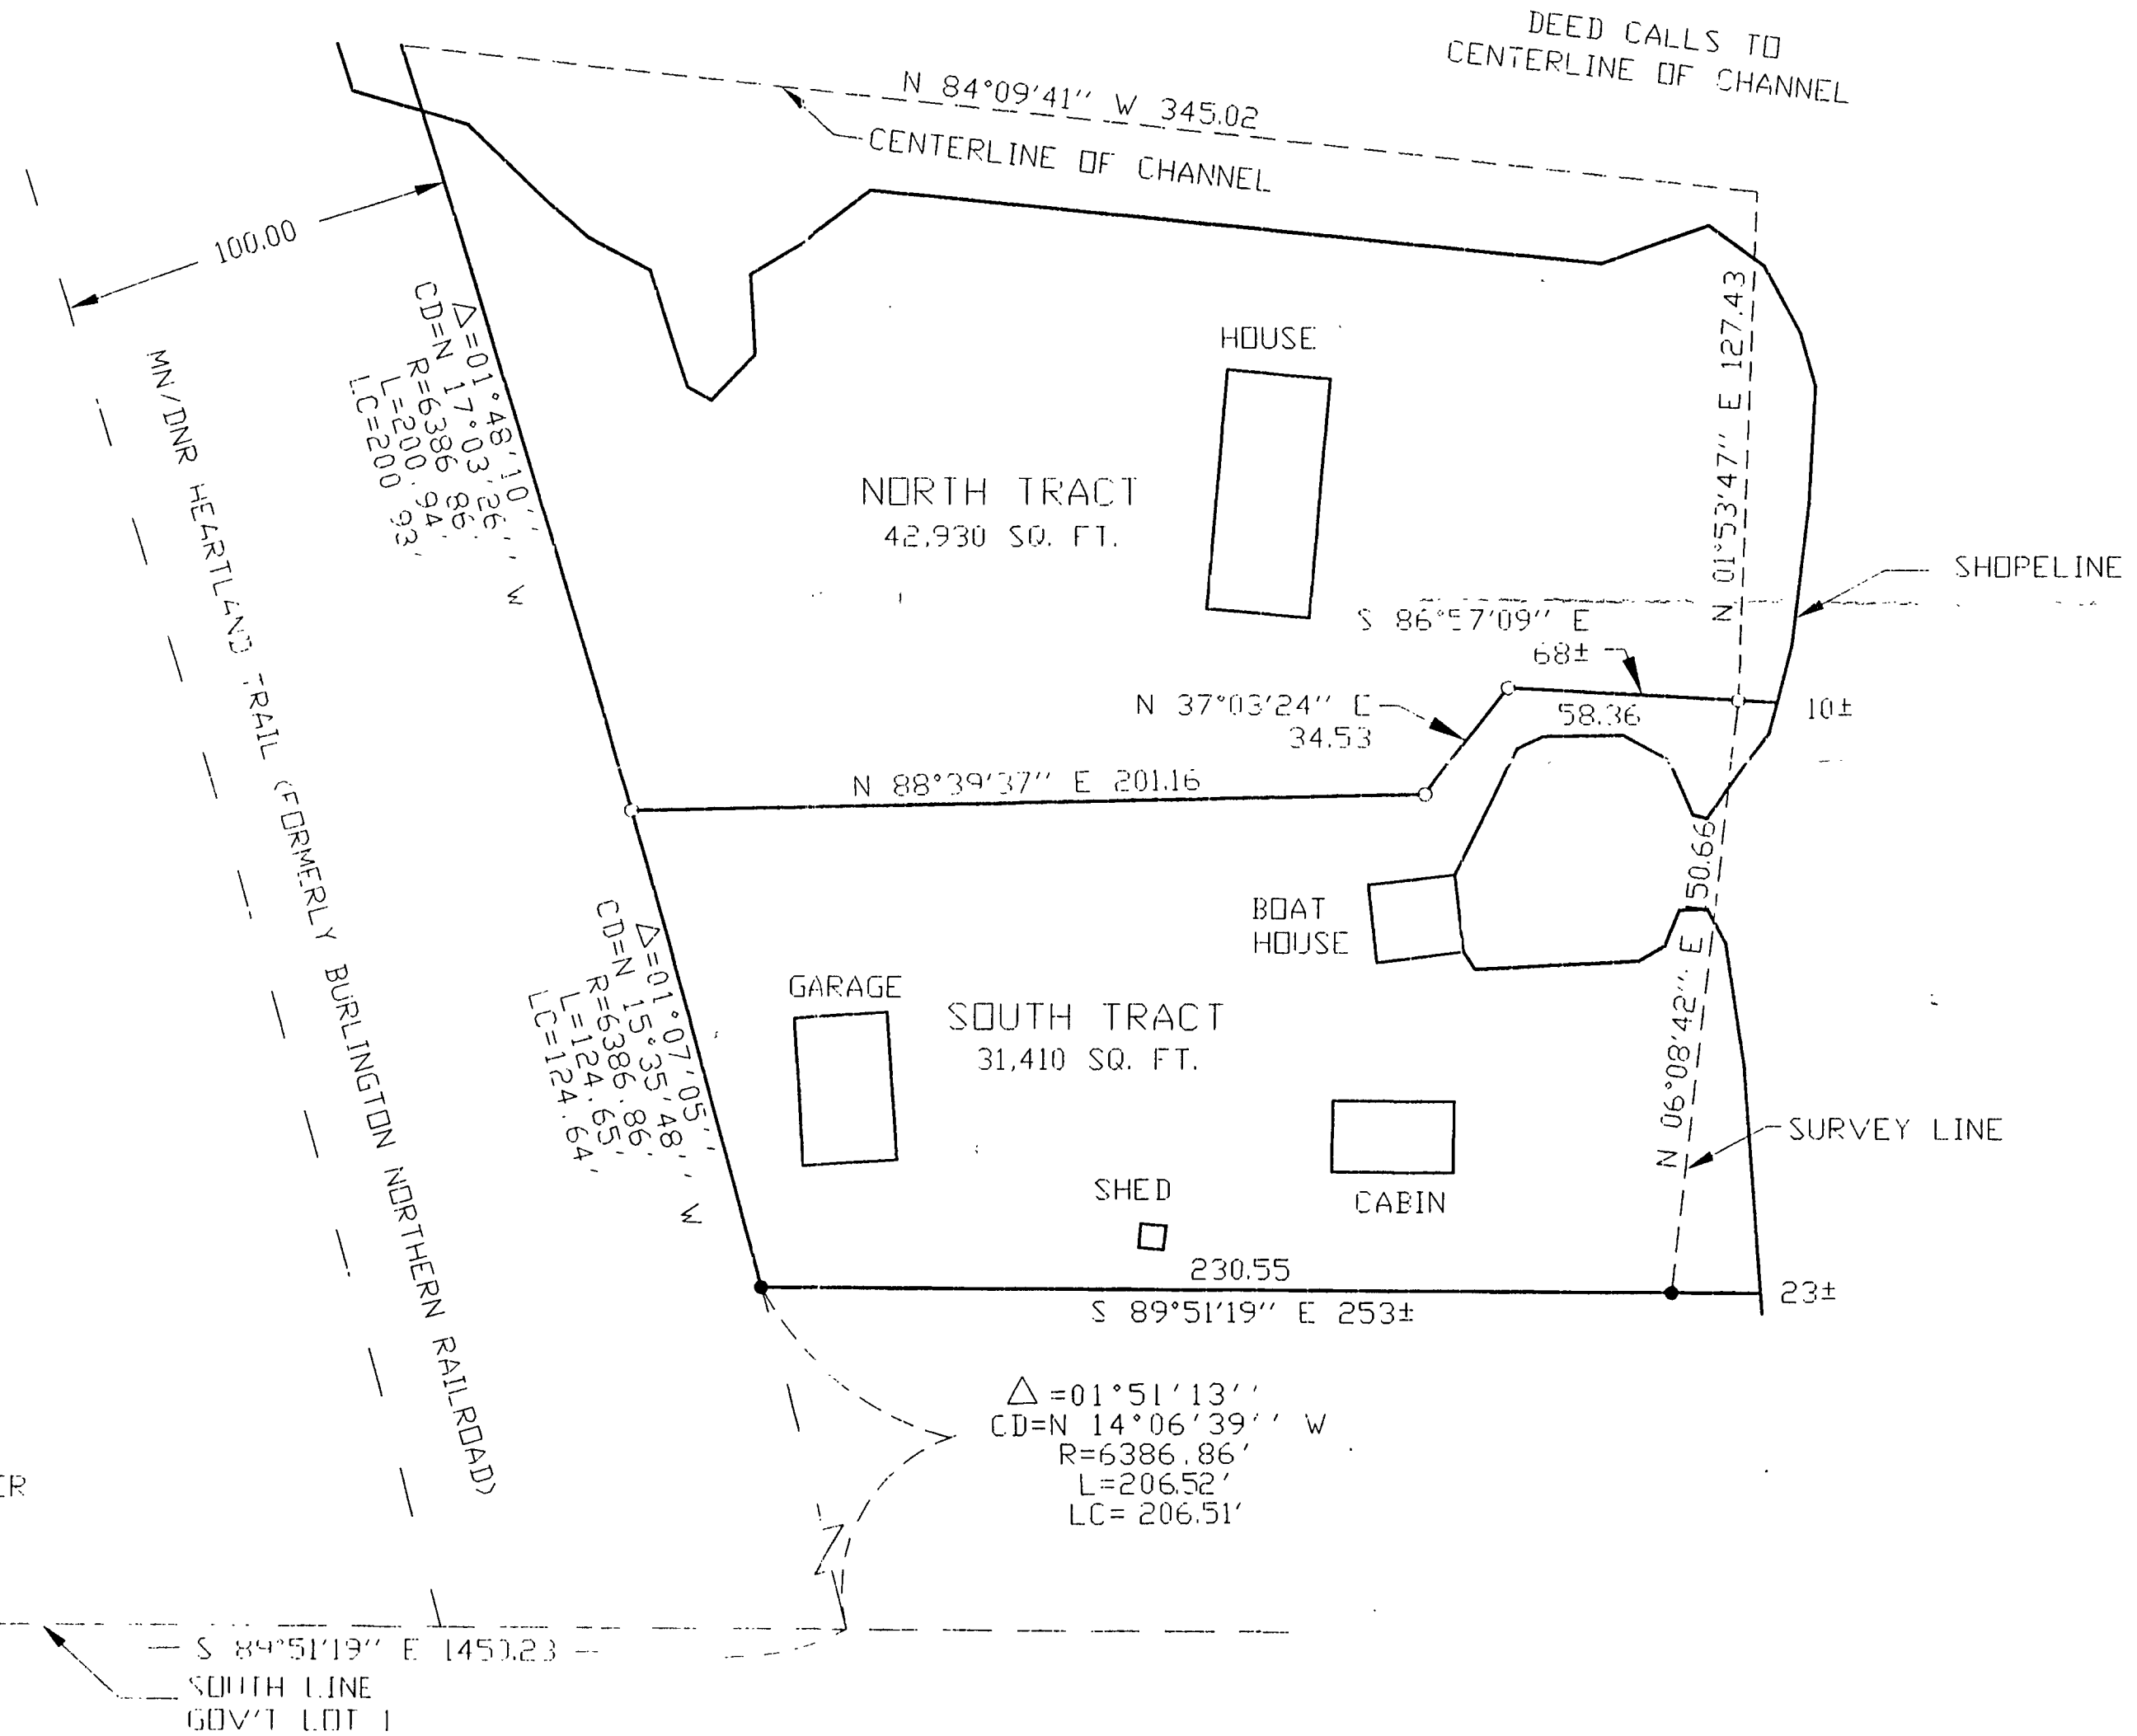 DEED CALLS TO
CENTERLINE OF CHANNEL
N 84°09'41'' W 345.02
CENTERLINE OF CHANNEL
100.00
Δ=01°48'10''
CD=N 17°03'26'' W
R=6386.86'
L=200.94'
LC=200.93'
MN/DNR HEARTLAND TRAIL (FORMERLY BURLINGTON NORTHERN RAILROAD)
HOUSE
NORTH TRACT
42,930 SQ. FT.
N 01°53'47'' E 127.43
SHOPELINE
S 86°57'09'' E
68±
N 37°03'24'' E
34.53
58.36
10±
N 88°39'37'' E 201.16
BOAT
HOUSE
N 06°08'42'' E 150.66
Δ=01°07'05''
CD=N 15°35'48'' W
R=6386.86'
L=124.65'
LC=124.64'
GARAGE
SOUTH TRACT
31,410 SQ. FT.
SURVEY LINE
SHED
CABIN
230.55
S 89°51'19'' E 253±
23±
Δ=01°51'13''
CD=N 14°06'39'' W
R=6386.86'
L=206.52'
LC= 206.51'
S 89°51'19'' E
SOUTH LINE
GOV'T LOT 1